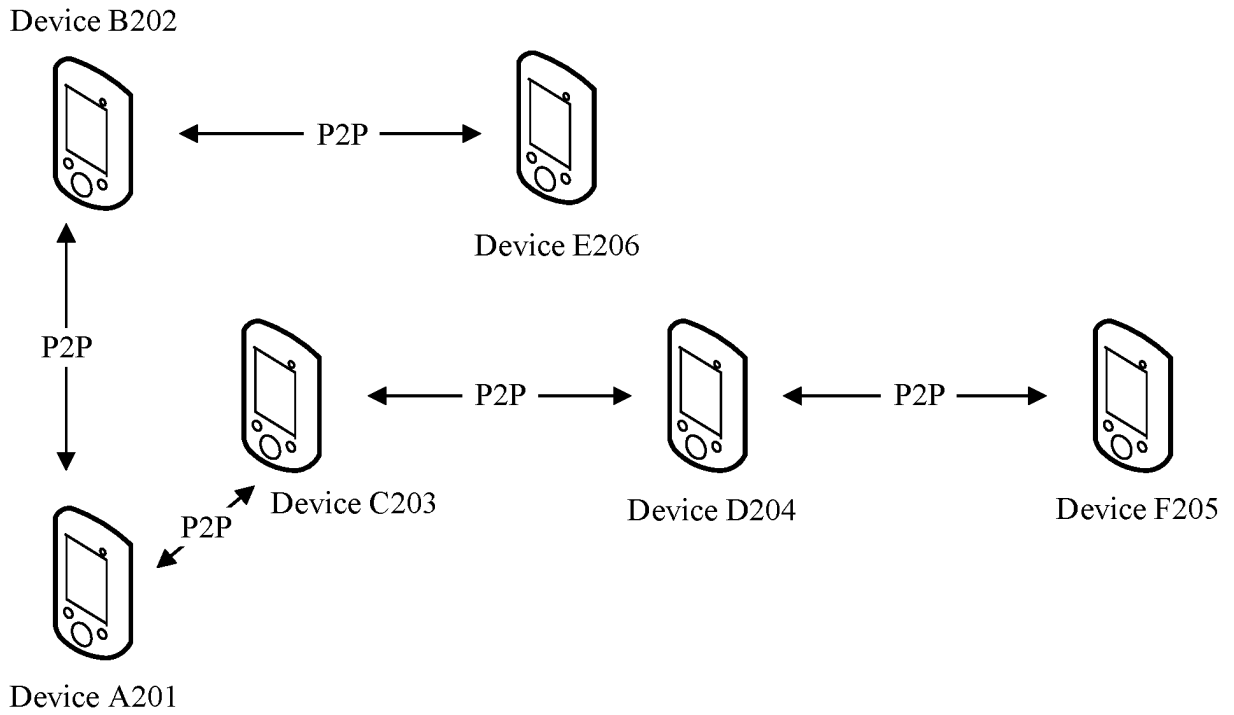 Device B202
P2P
Device E206
P2P
P2P
P2P
Device C203
Device D204
Device F205
P2P
Device A201